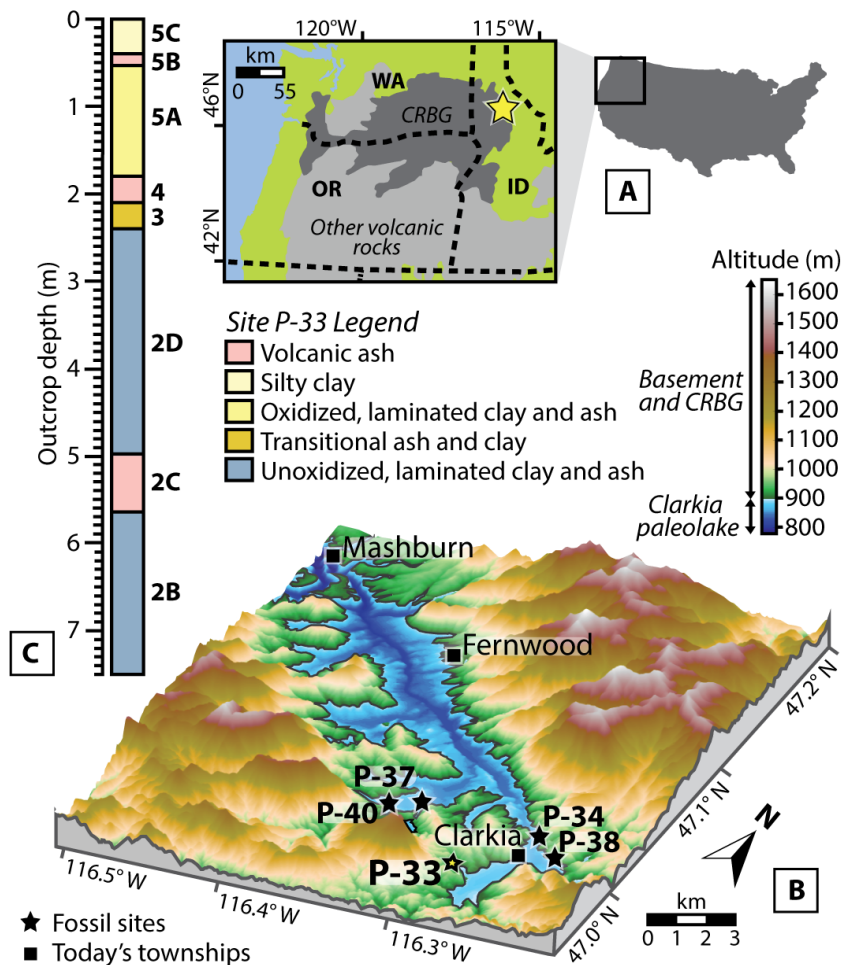 0
1
2
3
4
5
6
7
Outcrop depth (m)
5C
5B
5A
4
3
2D
2C
2B
C
120°W
115°W
46°N
42°N
km
0 55
WA
CRBG
OR
ID
Other volcanic
rocks
A
Site P-33 Legend
Volcanic ash
Silty clay
Oxidized, laminated clay and ash
Transitional ash and clay
Unoxidized, laminated clay and ash
Altitude (m)
1600
1500
1400
1300
1200
1100
1000
900
800
Basement
and CRBG
Clarkia
paleolake
Mashburn
Fernwood
P-37
P-40
P-34
Clarkia
P-38
P-33
47.2° N
47.1° N
47.0° N
116.5° W
116.4° W
116.3° W
N
B
km
0 1 2 3
Fossil sites
Today's townships